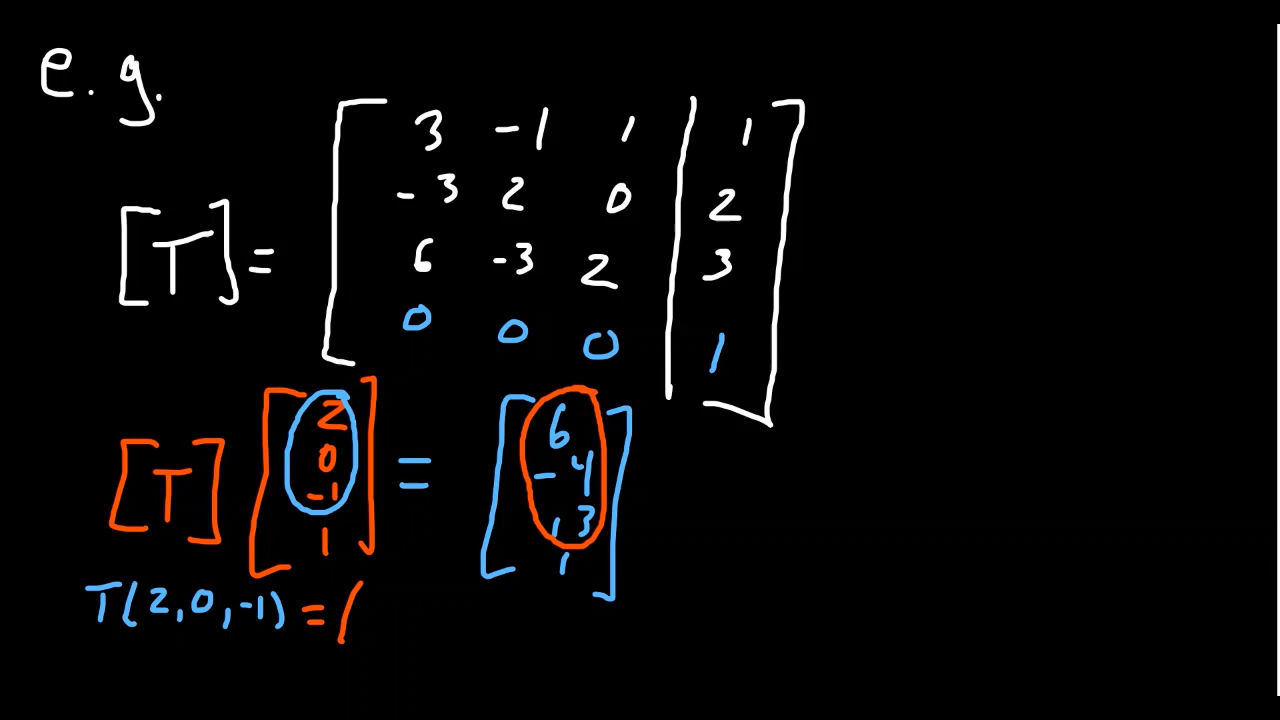 e.g.
3 -1 1 | 1
-3 2 0 | 2
[T] = 6 -3 2 | 3
0 0 0 | 1
2 6
0 -4
[T] -1 = 13
1 1
T(2,0,-1) = (